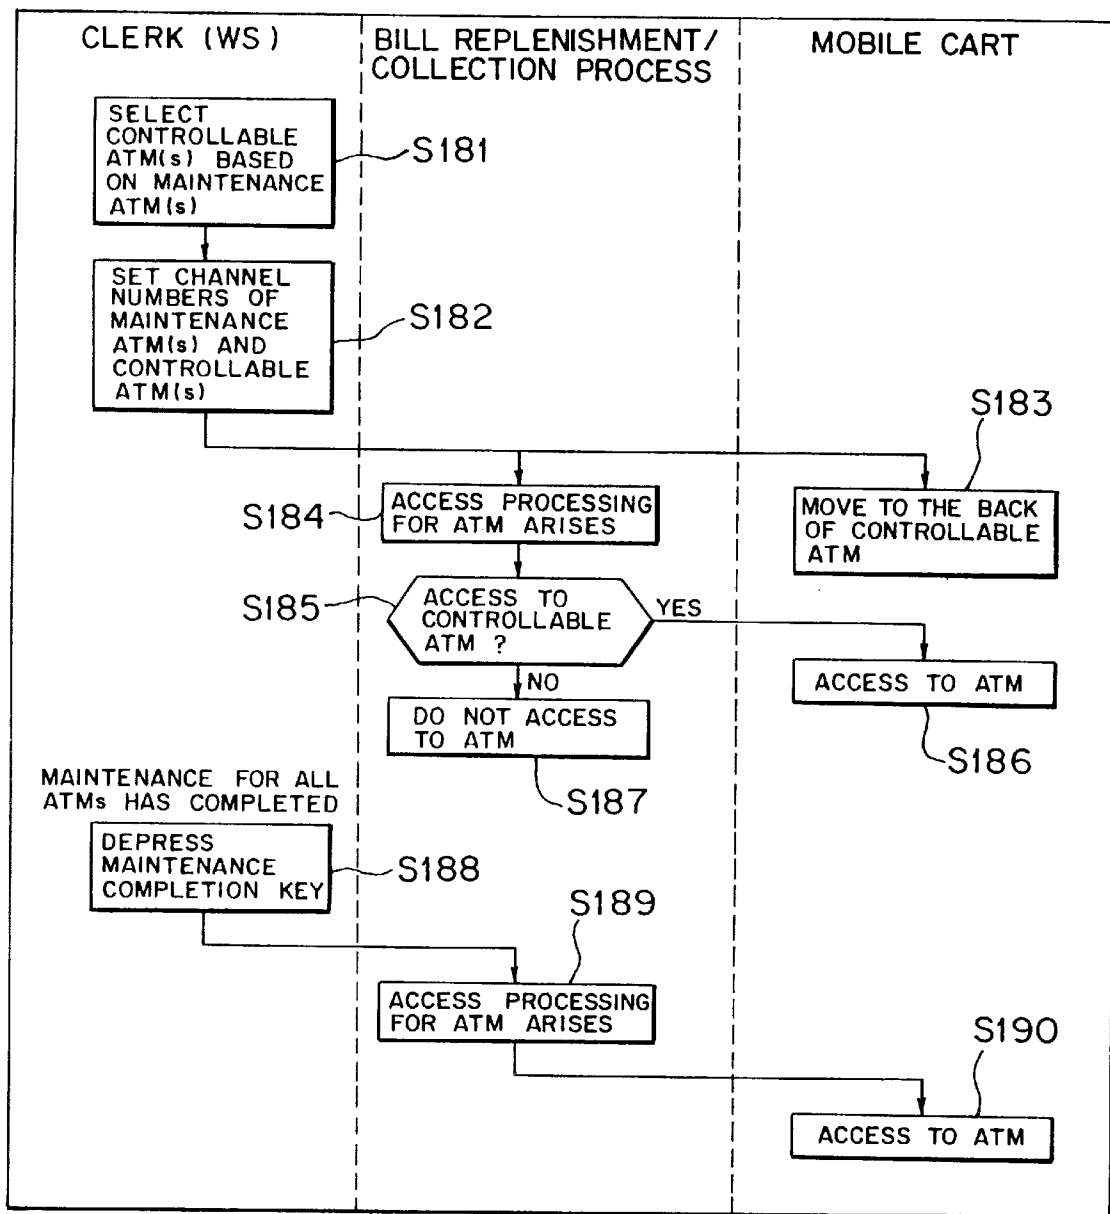 CLERK (WS)
BILL REPLENISHMENT/
COLLECTION PROCESS
MOBILE CART
SELECT
CONTROLLABLE
ATM(s) BASED
ON MAINTENANCE
ATM(s)
S181
SET CHANNEL
NUMBERS OF
MAINTENANCE
ATM(s) AND
CONTROLLABLE
ATM(s)
S182
S183
MOVE TO THE BACK
OF CONTROLLABLE
ATM
S184
ACCESS PROCESSING
FOR ATM ARISES
S185
ACCESS TO
CONTROLLABLE
ATM ?
YES
NO
ACCESS TO ATM
S186
DO NOT ACCESS
TO ATM
S187
MAINTENANCE FOR ALL
ATMs HAS COMPLETED
DEPRESS
MAINTENANCE
COMPLETION KEY
S188
S189
ACCESS PROCESSING
FOR ATM ARISES
S190
ACCESS TO ATM